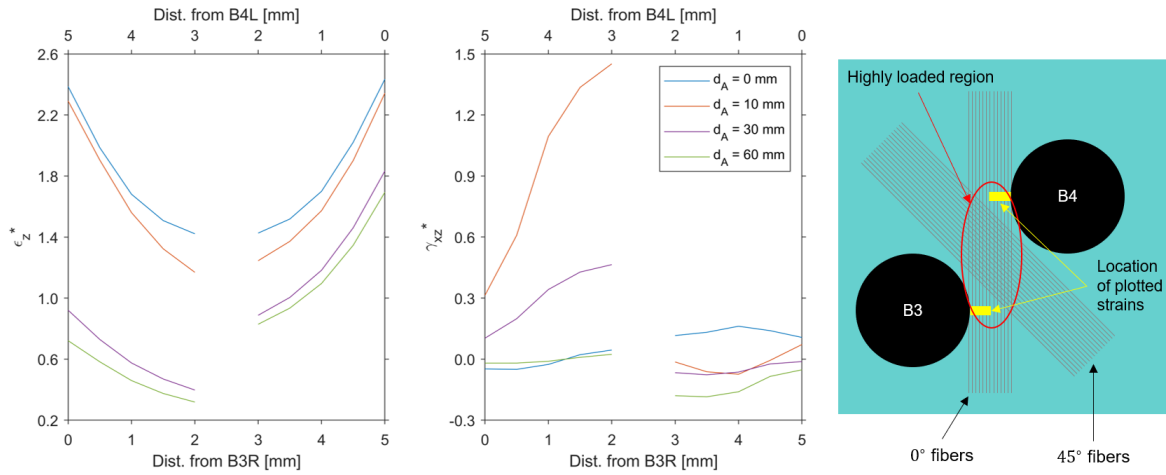 Dist. from B4L [mm]
5 4 3 2 1 0
2.6
2.2
1.8
1.4
1.0
0.6
0.2
ϵz*
0 1 2 3 4 5
Dist. from B3R [mm]
Dist. from B4L [mm]
5 4 3 2 1 0
1.5
1.2
0.9
0.6
0.3
0.0
-0.3
γxz*
d_A = 0 mm
d_A = 10 mm
d_A = 30 mm
d_A = 60 mm
0 1 2 3 4 5
Dist. from B3R [mm]
Highly loaded region
B4
B3
Location
of plotted
strains
0° fibers
45° fibers